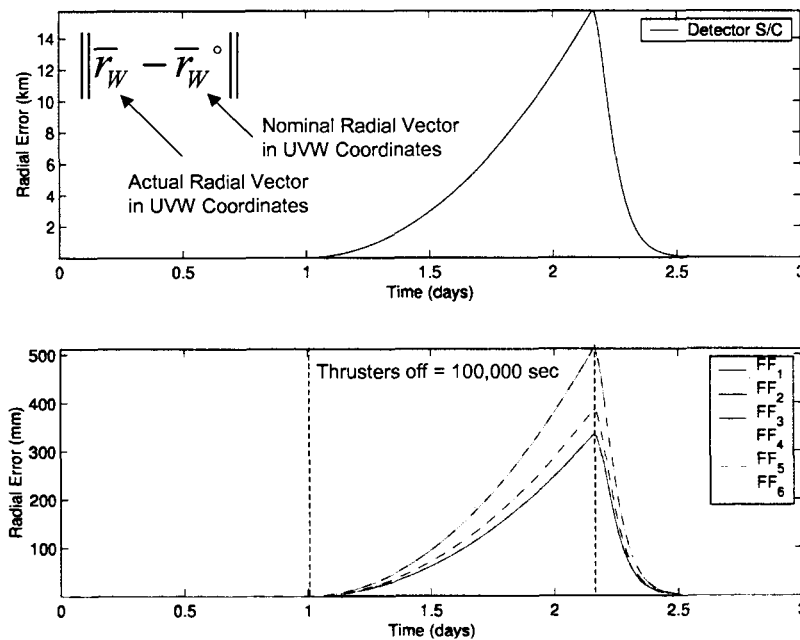 16
14
12
10
8
6
4
2
Radial Error (km)
‖r̅_W − r̅_W°‖
Nominal Radial Vector
in UVW Coordinates
Actual Radial Vector
in UVW Coordinates
Detector S/C
0 0.5 1 1.5 2 2.5 3
Time (days)
500
400
300
200
100
Radial Error (mm)
Thrusters off = 100,000 sec
FF1
FF2
FF3
FF4
FF5
FF6
0 0.5 1 1.5 2 2.5 3
Time (days)